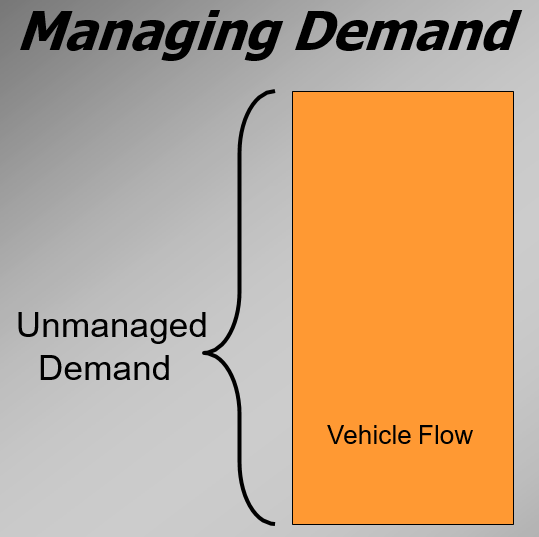 Managing Demand
Unmanaged
Demand
Vehicle Flow